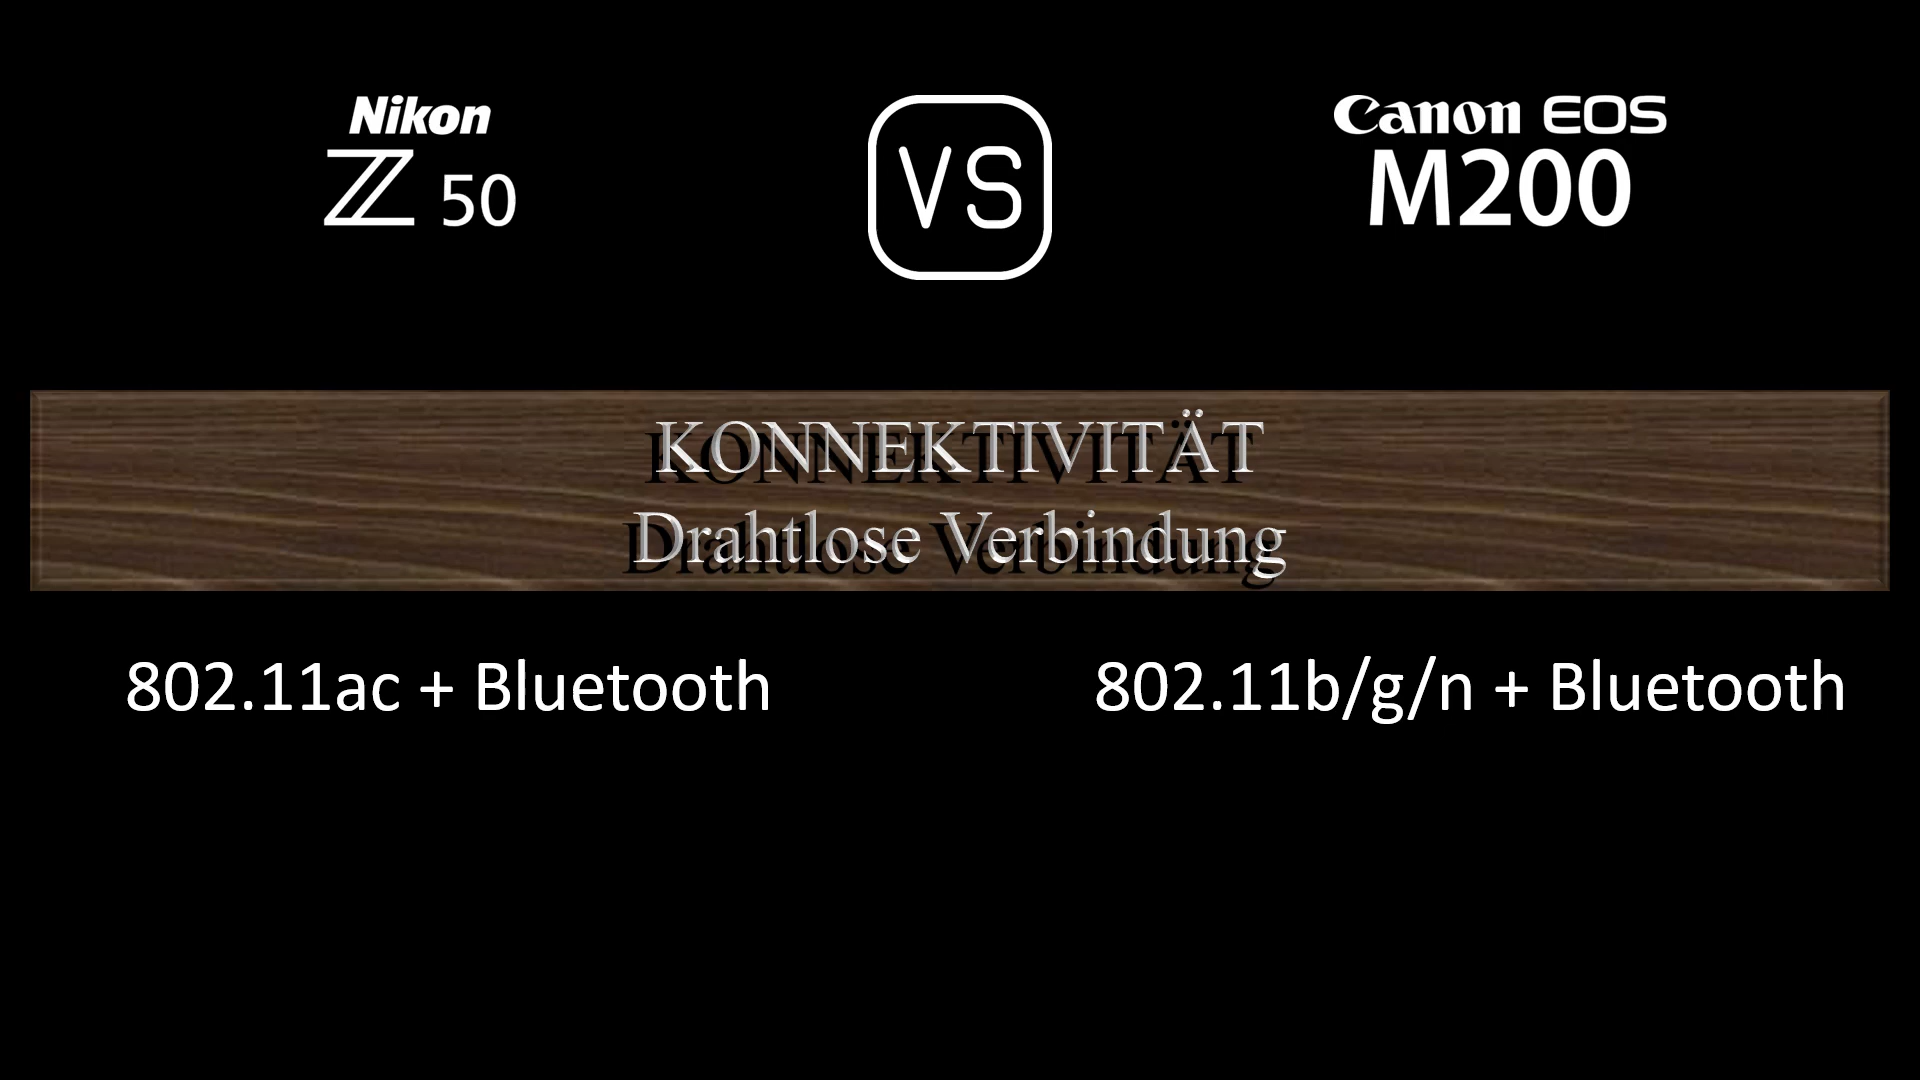 Nikon
Z 50
VS
Canon EOS
M200
KONNEKTIVITÄT
Drahtlose Verbindung
802.11ac + Bluetooth
802.11b/g/n + Bluetooth